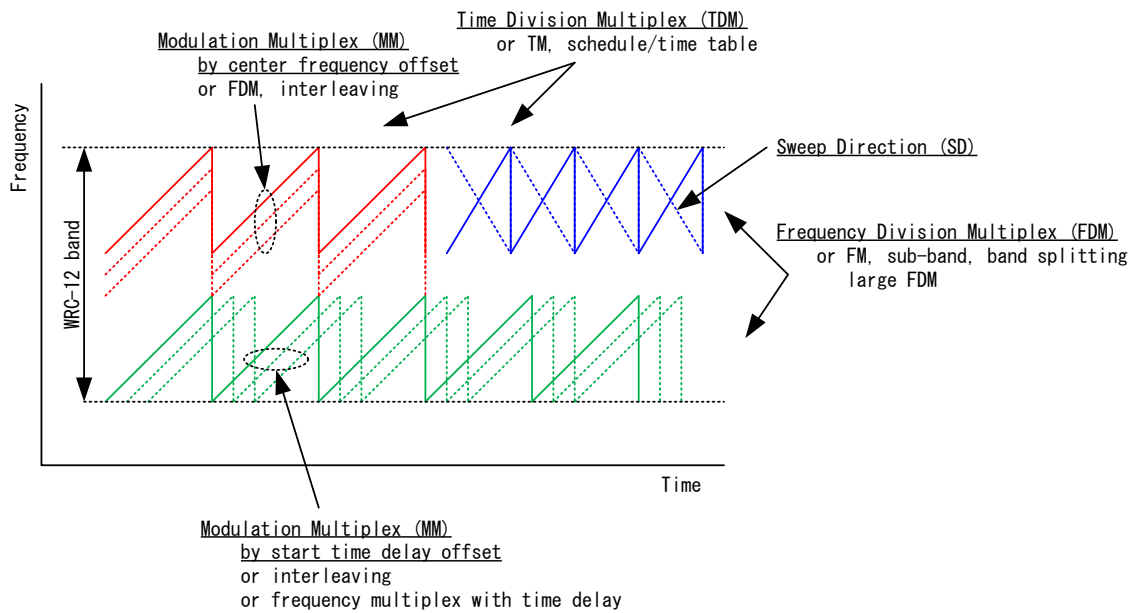 Time Division Multiplex (TDM)
or TM, schedule/time table
Modulation Multiplex (MM)
by center frequency offset
or FDM, interleaving
Frequency
WRC-12 band
Sweep Direction (SD)
Frequency Division Multiplex (FDM)
or FM, sub-band, band splitting
large FDM
Time
Modulation Multiplex (MM)
by start time delay offset
or interleaving
or frequency multiplex with time delay